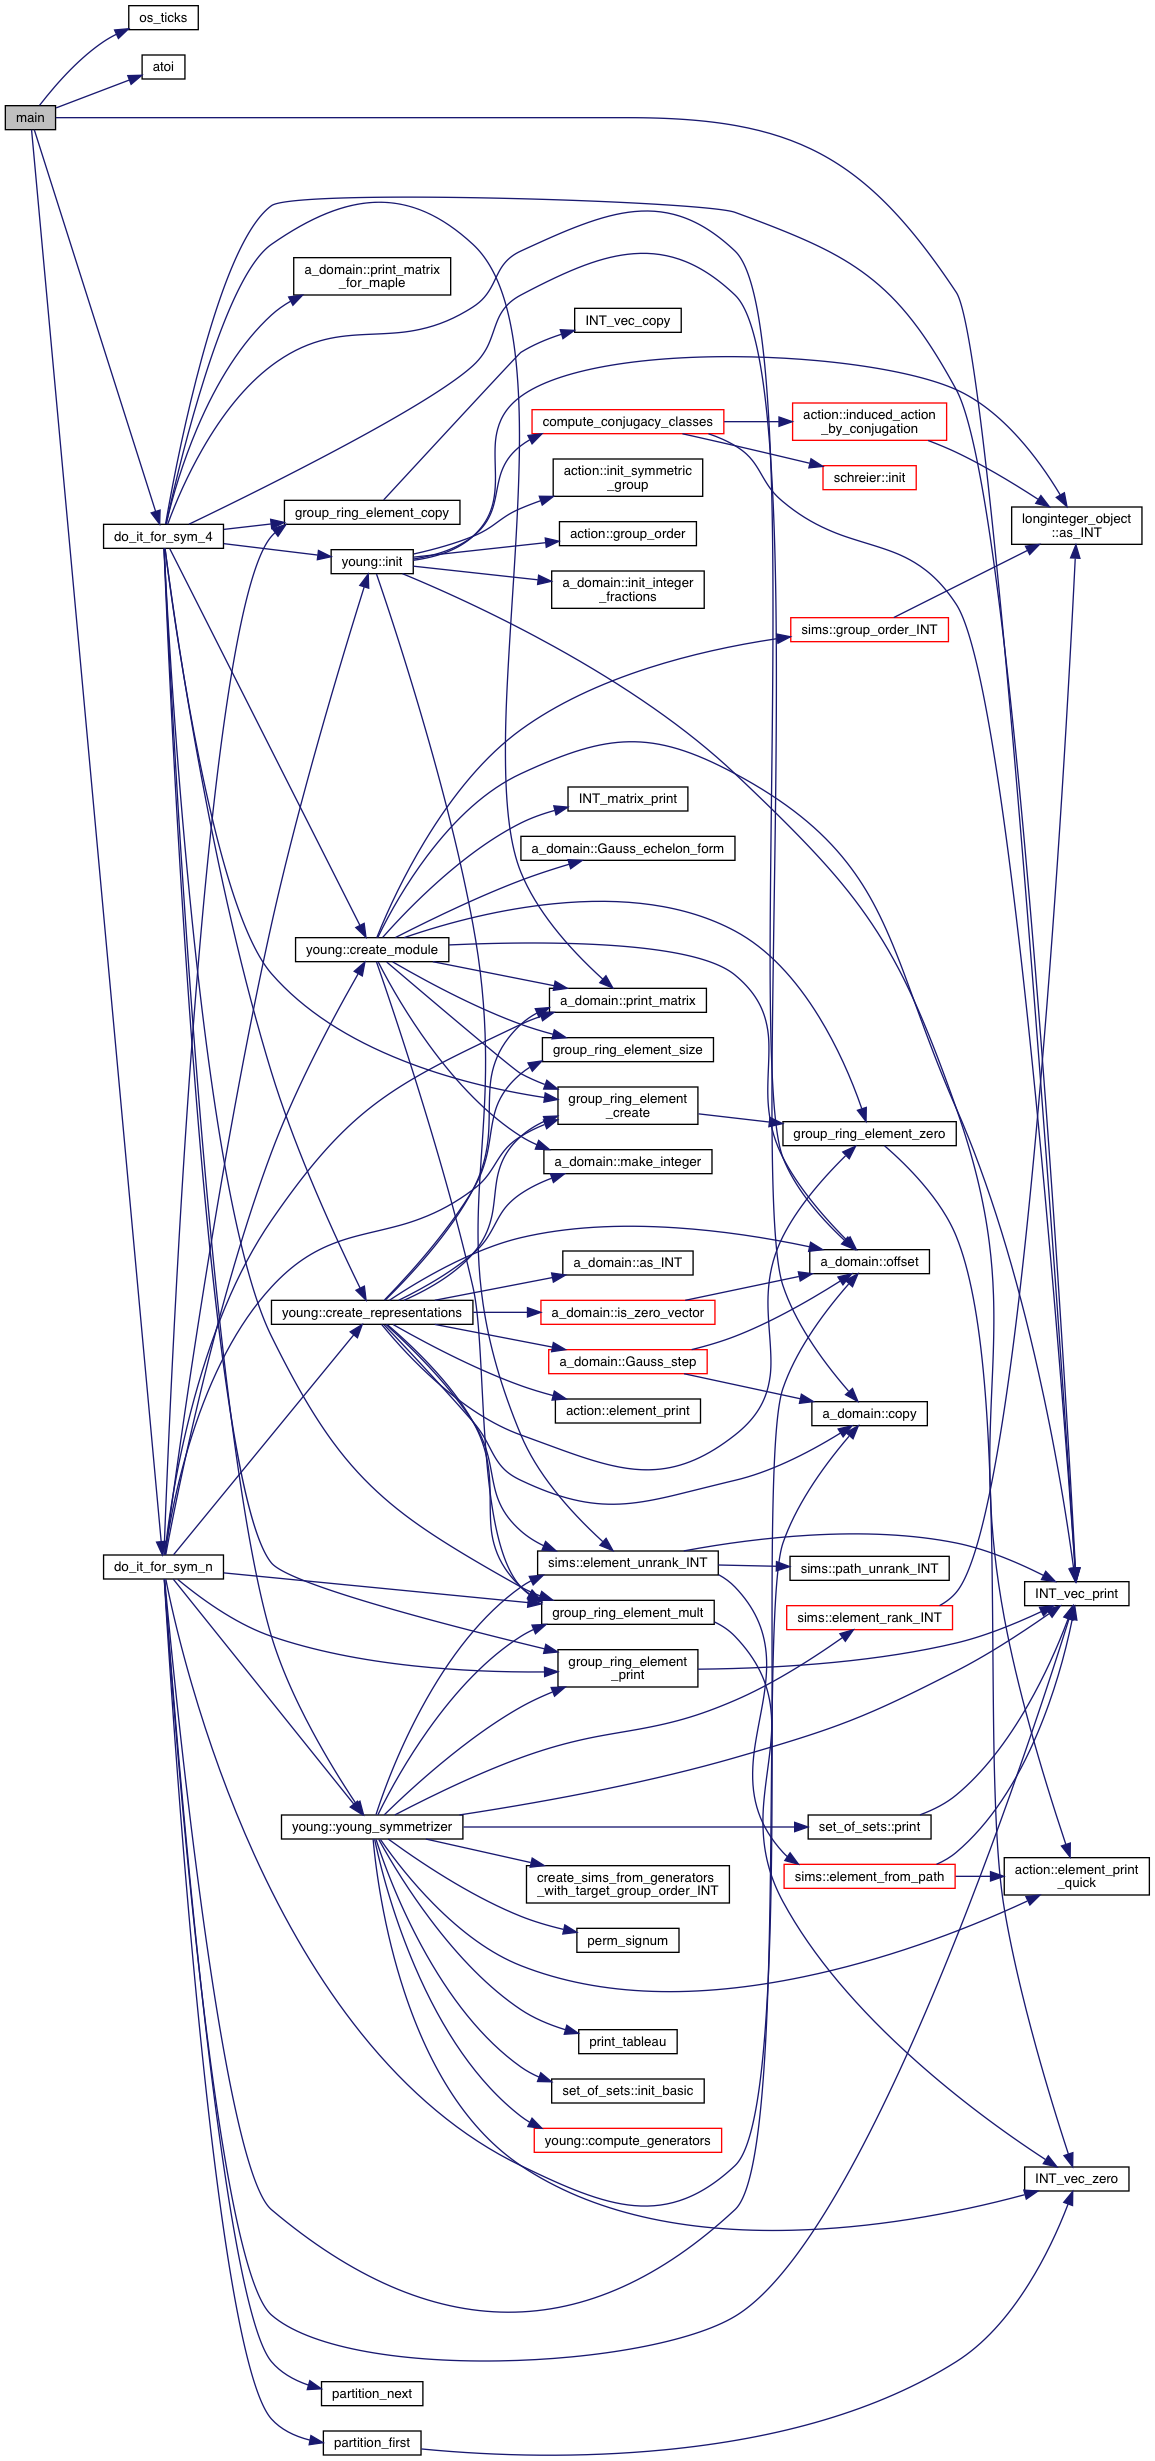 os_ticks
atoi
main
a_domain::print_matrix
_for_maple
INT_vec_copy
compute_conjugacy_classes
action::induced_action
_by_conjugation
action::init_symmetric
_group
schreier::init
group_ring_element_copy
longinteger_object
::as_INT
do_it_for_sym_4
action::group_order
young::init
a_domain::init_integer
_fractions
sims::group_order_INT
INT_matrix_print
a_domain::Gauss_echelon_form
young::create_module
a_domain::print_matrix
group_ring_element_size
group_ring_element
_create
group_ring_element_zero
a_domain::make_integer
a_domain::as_INT
a_domain::offset
young::create_representations
a_domain::is_zero_vector
a_domain::Gauss_step
action::element_print
a_domain::copy
do_it_for_sym_n
sims::element_unrank_INT
sims::path_unrank_INT
INT_vec_print
group_ring_element_mult
sims::element_rank_INT
group_ring_element
_print
young::young_symmetrizer
set_of_sets::print
create_sims_from_generators
_with_target_group_order_INT
sims::element_from_path
action::element_print
_quick
perm_signum
print_tableau
set_of_sets::init_basic
young::compute_generators
INT_vec_zero
partition_next
partition_first